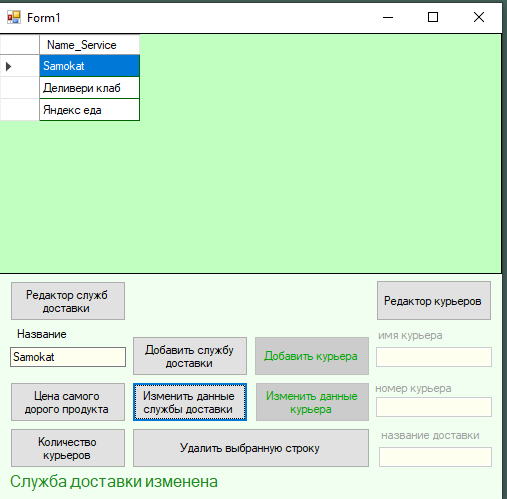 Form1
Name_Service
Samokat
Деливери клаб
Яндекс еда
Редактор служб
доставки
Редактор курьеров
Название
имя курьера
Samokat
Добавить службу
доставки
Добавить курьера
номер курьера
Цена самого
дорого продукта
Изменить данные
службы доставки
Изменить данные
курьера
название доставки
Количество
курьеров
Удалить выбранную строку
Служба доставки изменена